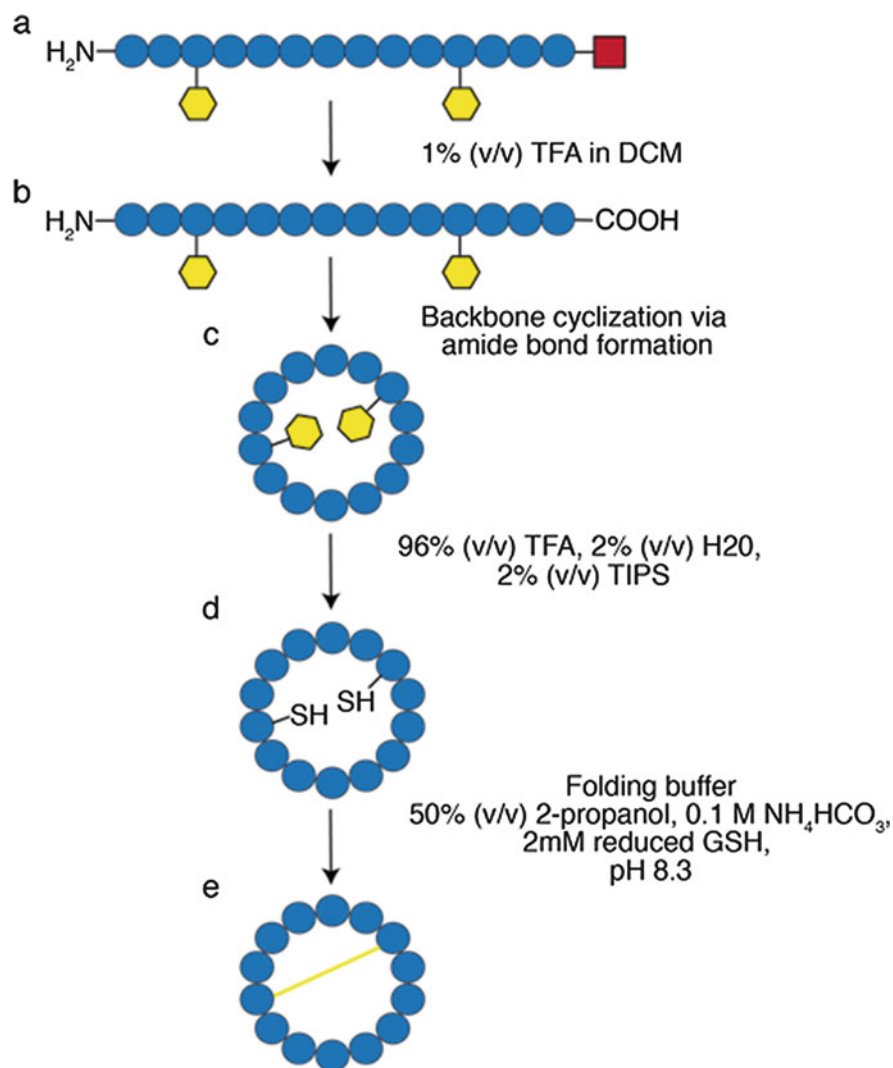 a
H₂N
1% (v/v) TFA in DCM
b
H₂N COOH
Backbone cyclization via
amide bond formation
c
96% (v/v) TFA, 2% (v/v) H20,
2% (v/v) TIPS
d
SH SH
Folding buffer
50% (v/v) 2-propanol, 0.1 M NH₄HCO₃,
2mM reduced GSH,
pH 8.3
e